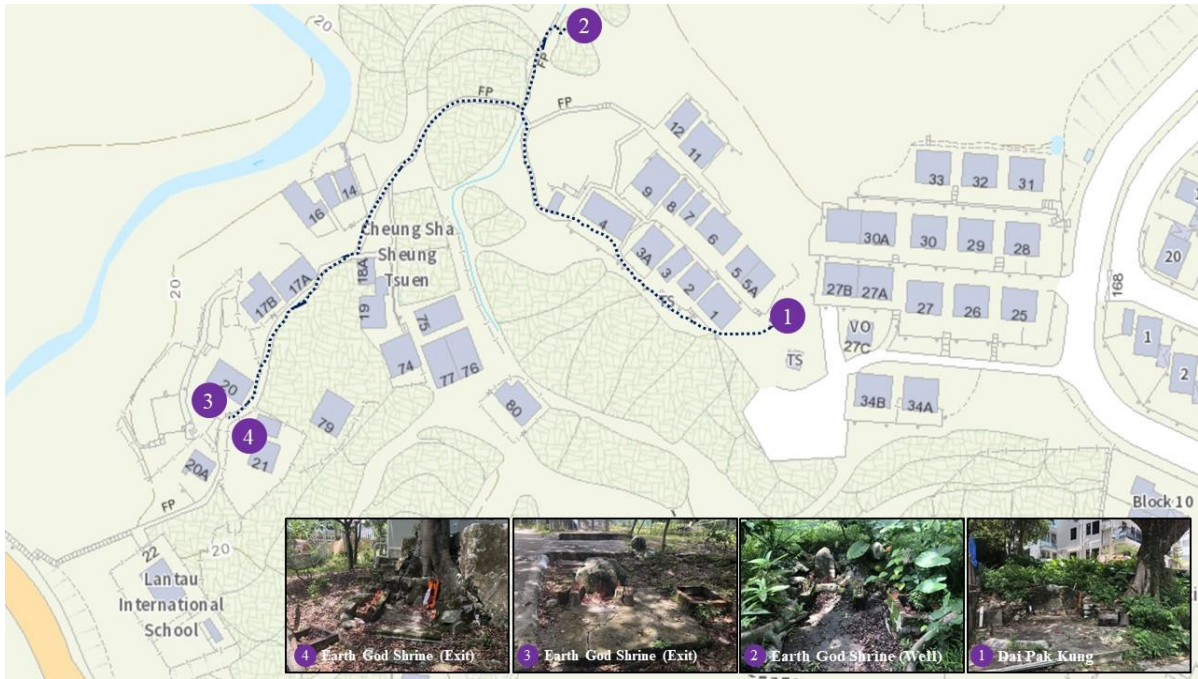 20
2
FP
FP
FP
12
11
33
32
31
9
8
7
6
5
5A
4
3A
3
2
1
TS
1
TS
16
14
Cheung Sha
Sheung
Tsuen
30A
30
29
28
27B
27A
27
26
25
VO
27C
34B
34A
168
1
20
1
2
20
17B
17A
18A
19
75
74
77
76
80
79
20
3
4
21
20A
FP
22
20
Lantau
International
School
Block 10
4 Earth God Shrine (Exit)
3 Earth God Shrine (Exit)
2 Earth God Shrine (Well)
1 Dai Pak Kung